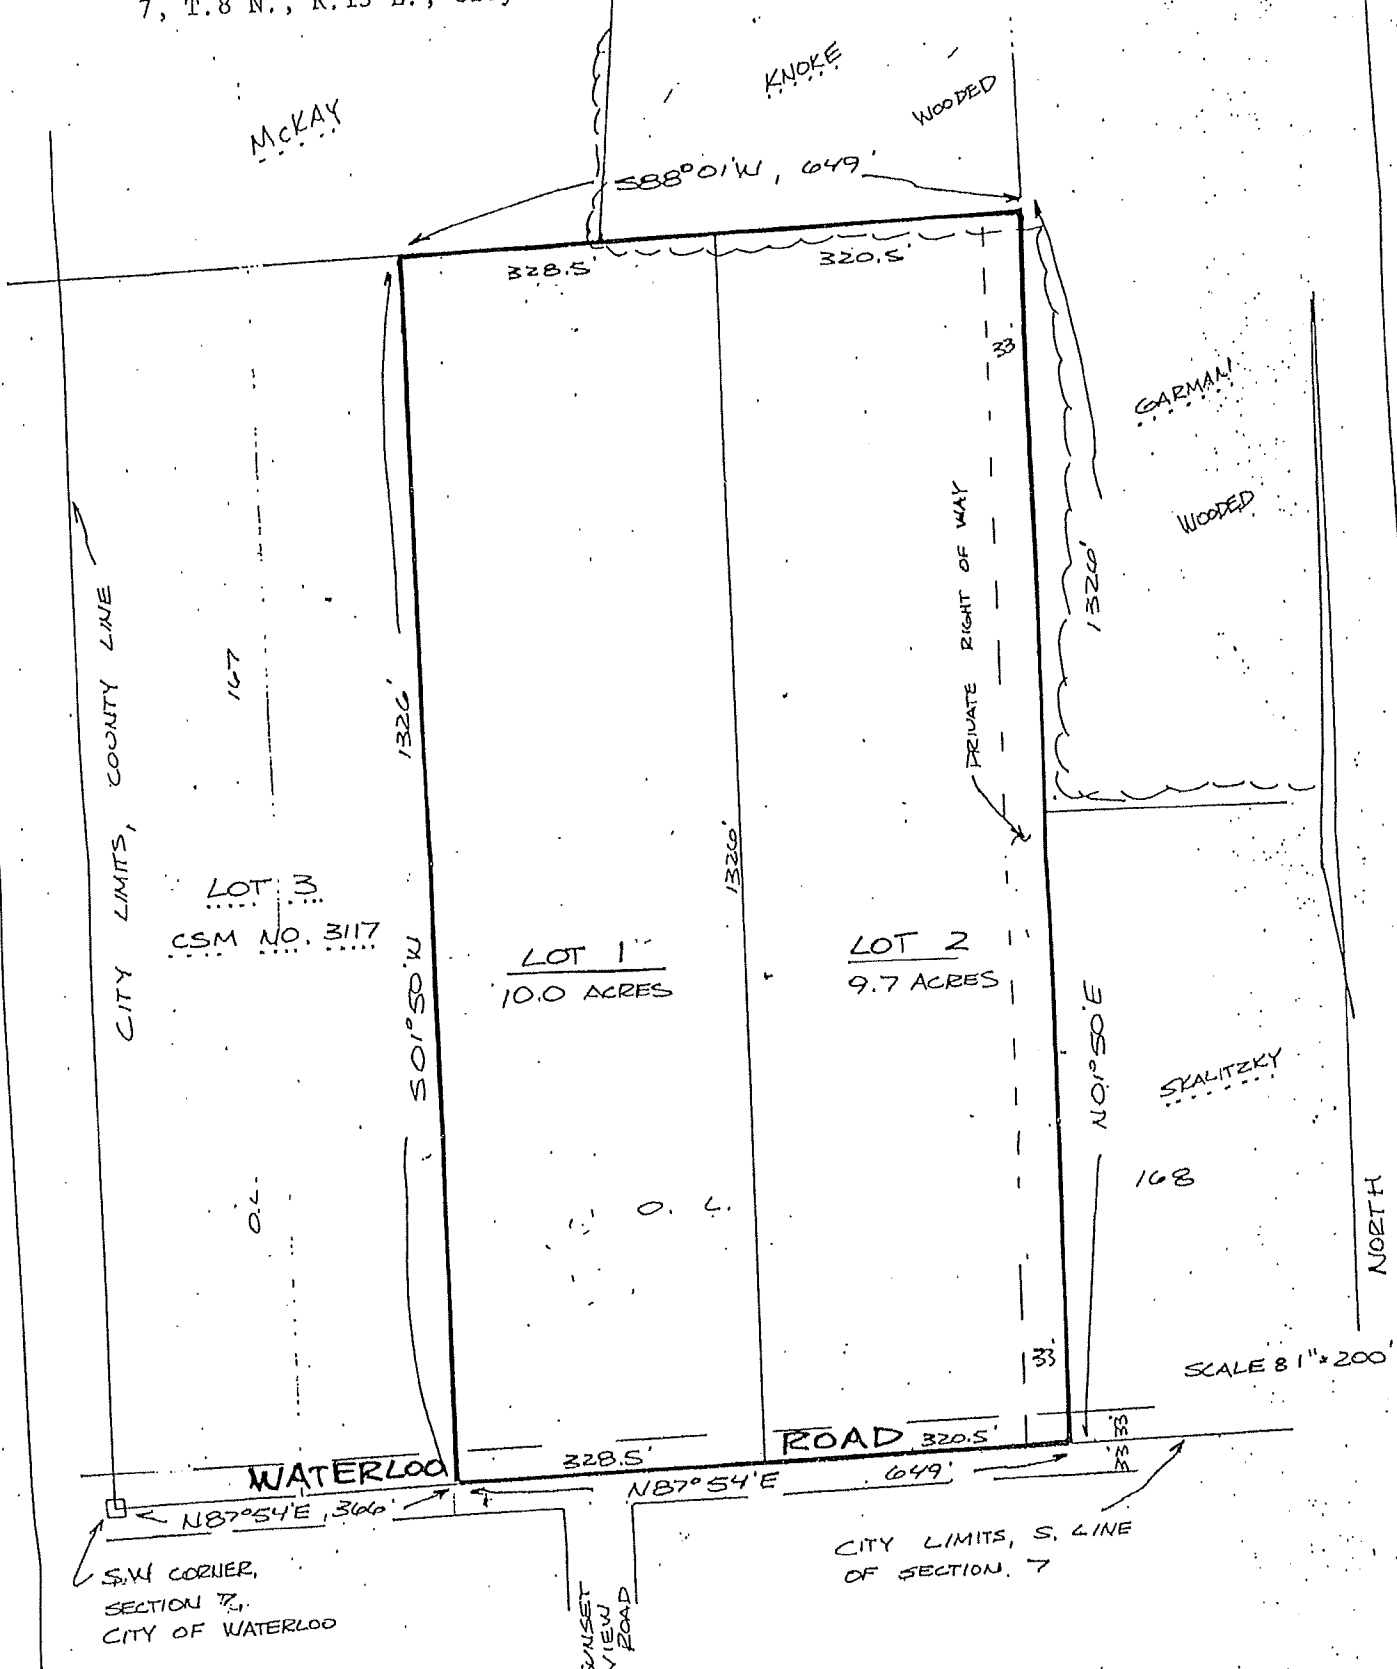 7, T.8 N., R.13 E.,
McKAY
KNOKE
WOODED
S88°01'W, 649'
328.5'
320.5'
33'
GARMAN
WOODED
PRIVATE RIGHT OF WAY
1326'
CITY LIMITS, COUNTY LINE
167
1326'
1326'
LOT 3
CSM NO. 3117
S01°50'W
LOT 1
10.0 ACRES
LOT 2
9.7 ACRES
N01°50'E
SKALITZKY
168
O.L.
O. L.
NORTH
33'
SCALE 8 1" = 200'
WATERLOO
ROAD
328.5'
320.5'
33'
33'
N87°54'E, 366'
N87°54'E
649'
S.W CORNER,
SECTION 7,
CITY OF WATERLOO
SUNSET
VIEW
ROAD
CITY LIMITS, S. LINE
OF SECTION. 7